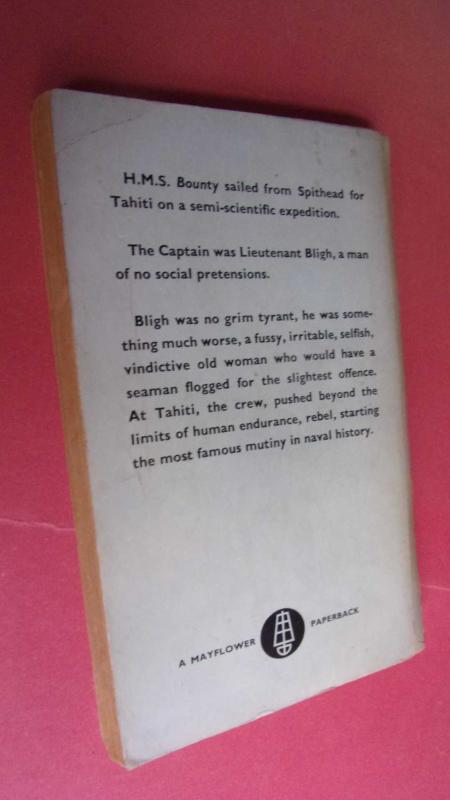 H.M.S. Bounty sailed from Spithead for
Tahiti on a semi-scientific expedition.
The Captain was Lieutenant Bligh, a man
of no social pretensions.
Bligh was no grim tyrant, he was some-
thing much worse, a fussy, irritable, selfish,
vindictive old woman who would have a
seaman flogged for the slightest offence.
At Tahiti, the crew, pushed beyond the
limits of human endurance, rebel, starting
the most famous mutiny in naval history.
A MAYFLOWER PAPERBACK